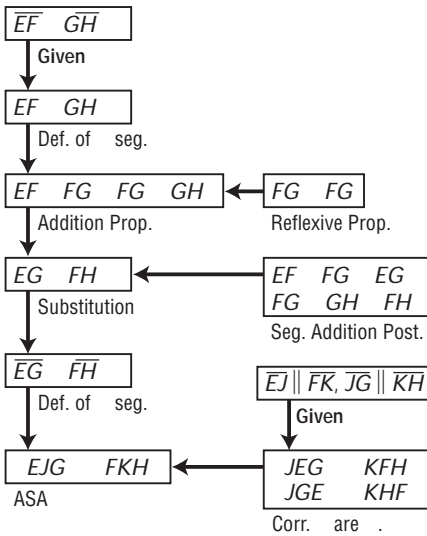 EF GH
Given
EF GH
Def. of seg.
EF FG FG GH
FG FG
Addition Prop.
Reflexive Prop.
EG FH
EF FG EG
FG GH FH
Substitution
Seg. Addition Post.
EG FH
EJ || FK, JG || KH
Def. of seg.
Given
EJG FKH
JEG KFH
JGE KHF
ASA
Corr. are .